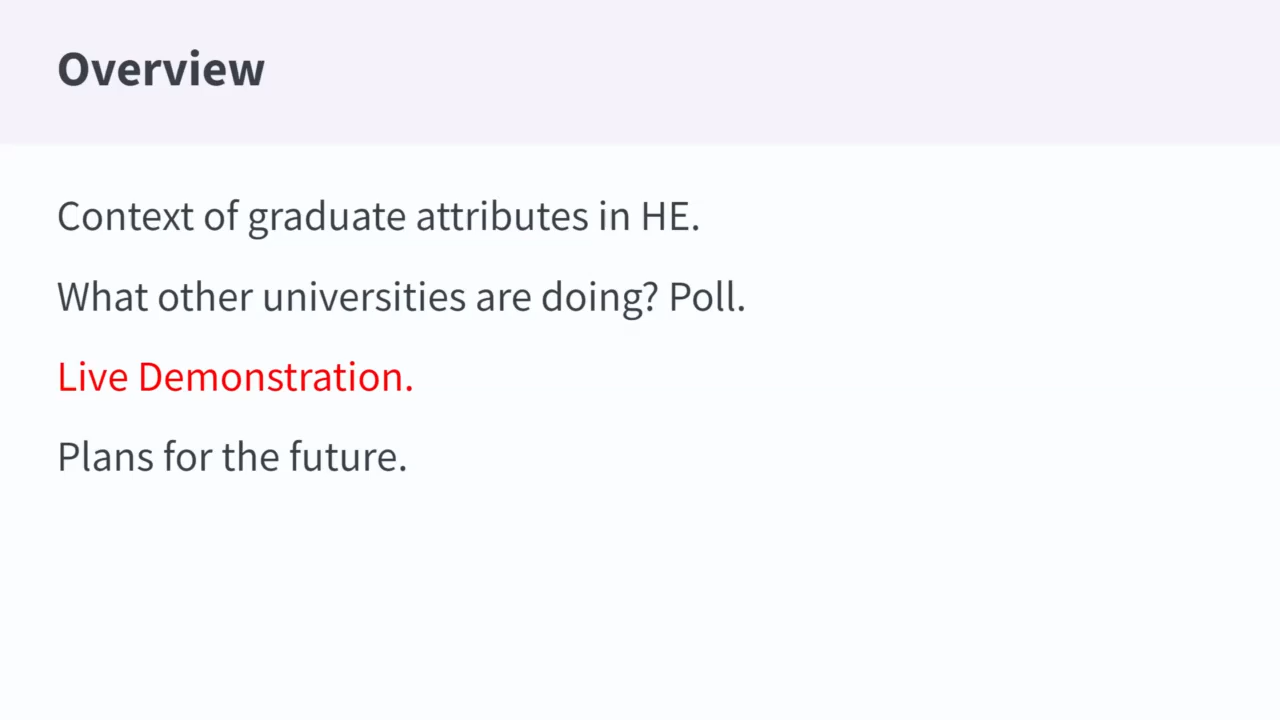 Overview
Context of graduate attributes in HE.
What other universities are doing? Poll.
Live Demonstration.
Plans for the future.